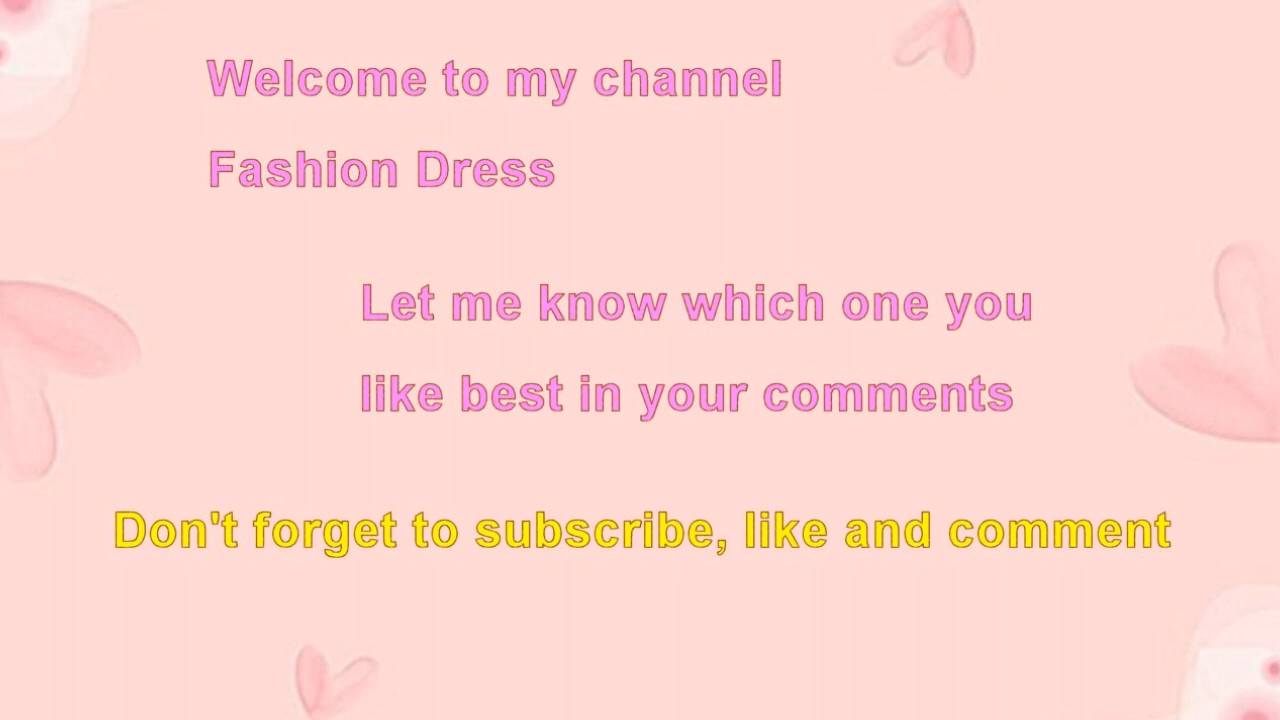 Welcome to my channel
Fashion Dress
Let me know which one you
like best in your comments
Don't forget to subscribe, like and comment